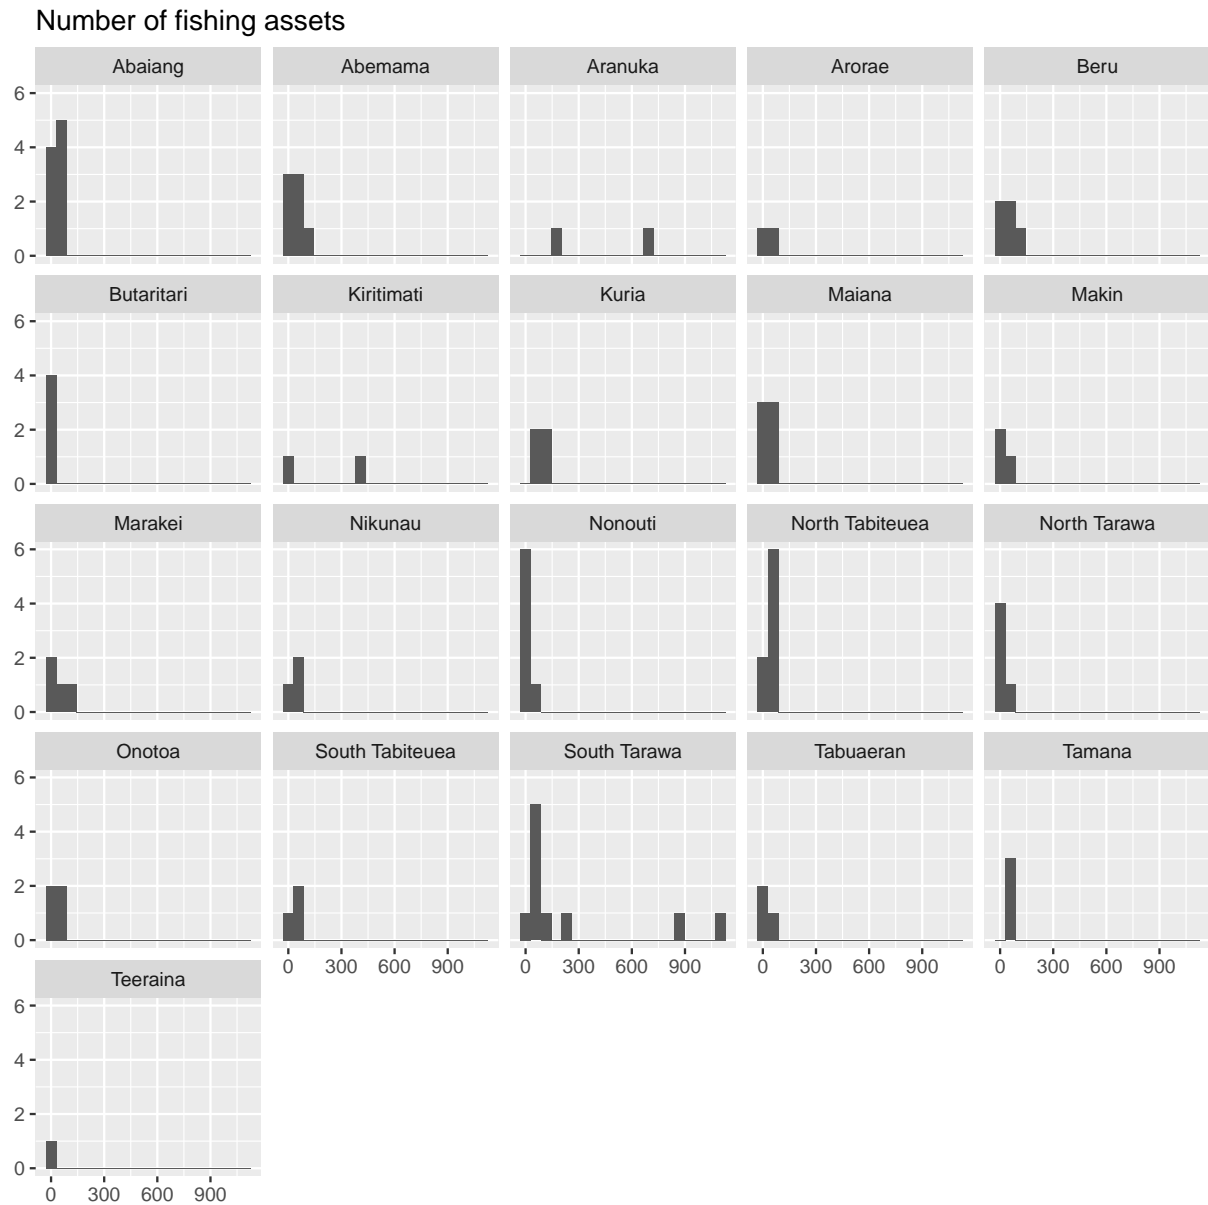 Number of fishing assets
Abaiang Abemama Aranuka Arorae Beru
6
4
2
0
Butaritari Kiritimati Kuria Maiana Makin
6
4
2
0
Marakei Nikunau Nonouti North Tabiteuea North Tarawa
6
4
2
0
Onotoa South Tabiteuea South Tarawa Tabuaeran Tamana
6
4
2
0
0 300 600 900 0 300 600 900 0 300 600 900 0 300 600 900
Teeraina
6
4
2
0
0 300 600 900